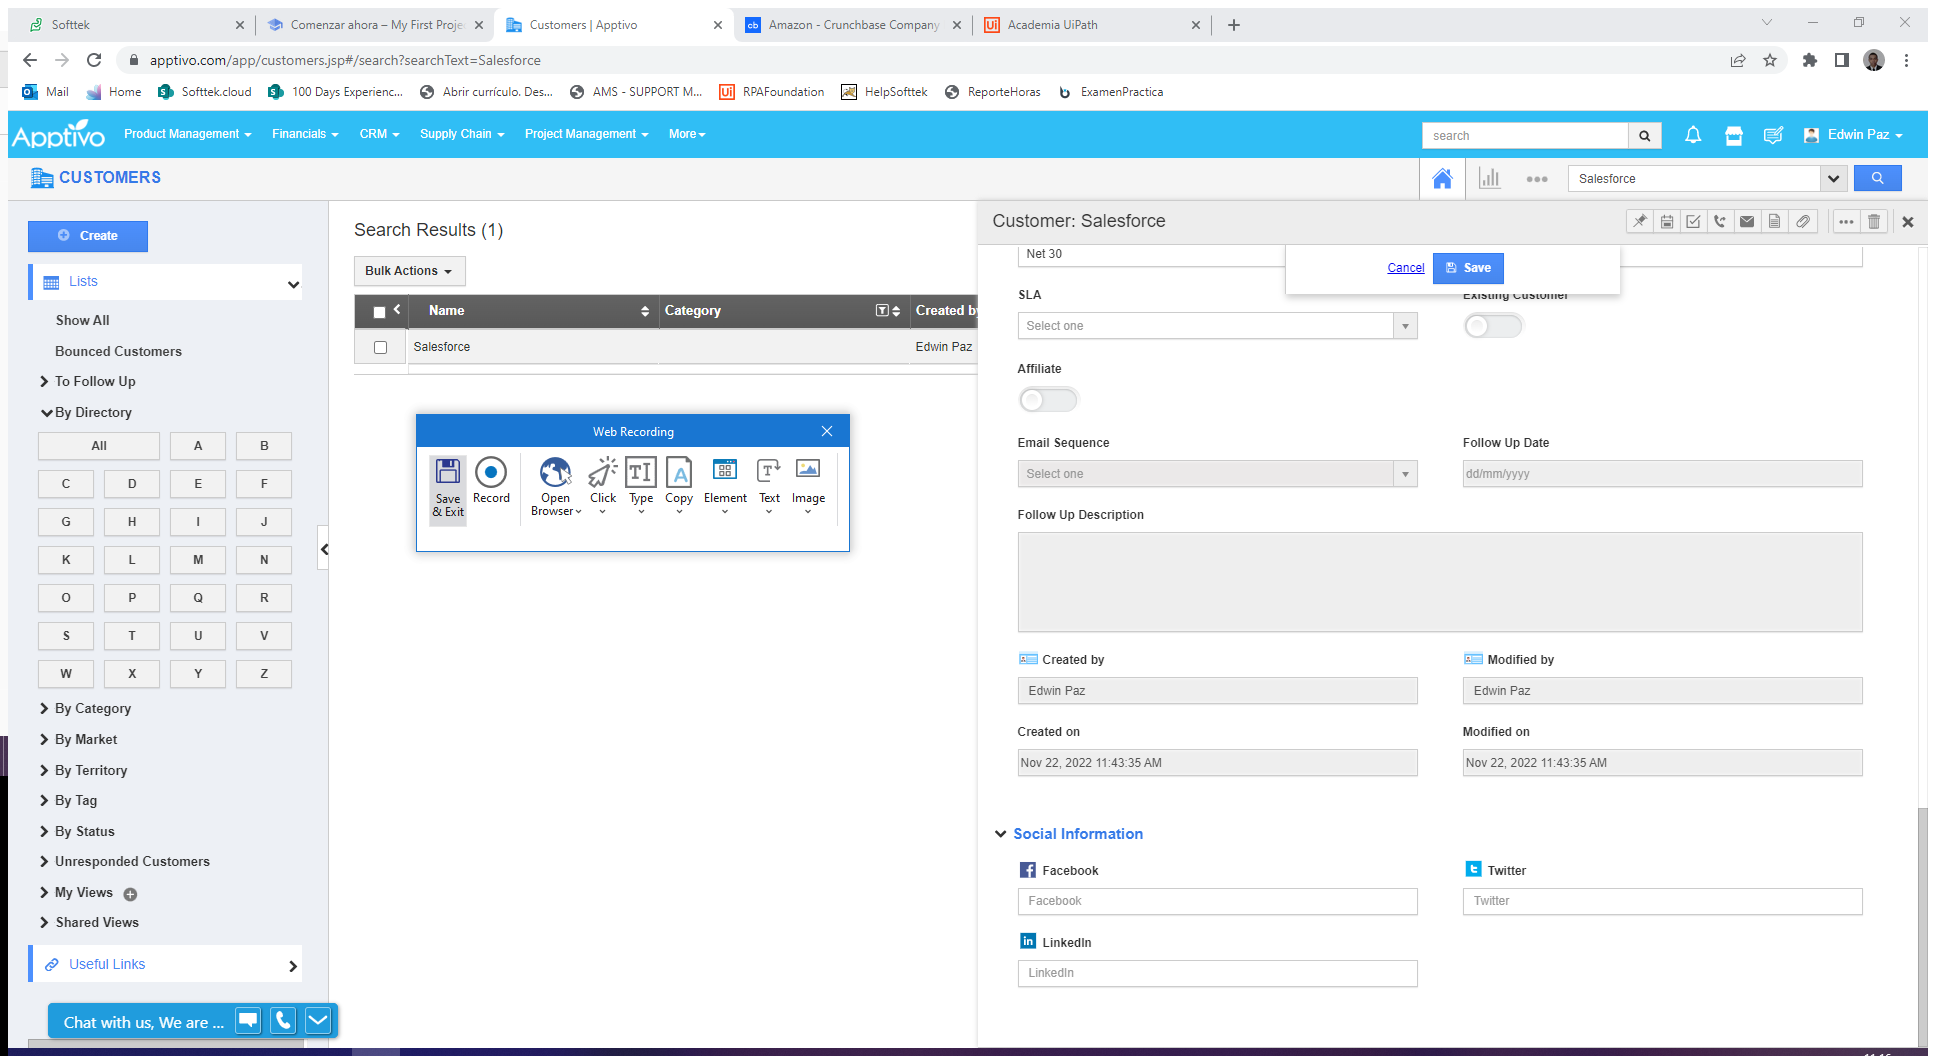 Softtek
Comenzar ahora – My First Proje
Customers | Apptivo
cb Amazon - Crunchbase Company
Ui Academia UiPath
apptivo.com/app/customers.jsp#/search?searchText=Salesforce
Mail
Home
Softtek.cloud
100 Days Experienc...
Abrir currículo. Des...
AMS - SUPPORT M...
Ui RPAFoundation
HelpSofttek
ReporteHoras
ExamenPractica
Apptivo
Product Management
Financials
CRM
Supply Chain
Project Management
More
search
Edwin Paz
CUSTOMERS
Salesforce
Create
Lists
Show All
Bounced Customers
To Follow Up
By Directory
All A B
C D E F
G H I J
K L M N
O P Q R
S T U V
W X Y Z
By Category
By Market
By Territory
By Tag
By Status
Unresponded Customers
My Views
Shared Views
Useful Links
Chat with us, We are ...
Search Results (1)
Bulk Actions
Name Category Created by
Salesforce Edwin Paz
Web Recording
Save & Exit
Record
Open Browser
Click
Type
Copy
Element
Text
Image
Customer: Salesforce
Net 30
Cancel Save
SLA
Existing Customer
Select one
Affiliate
Email Sequence
Follow Up Date
Select one
dd/mm/yyyy
Follow Up Description
Created by
Modified by
Edwin Paz
Edwin Paz
Created on
Modified on
Nov 22, 2022 11:43:35 AM
Nov 22, 2022 11:43:35 AM
Social Information
Facebook
Twitter
Facebook
Twitter
in LinkedIn
LinkedIn